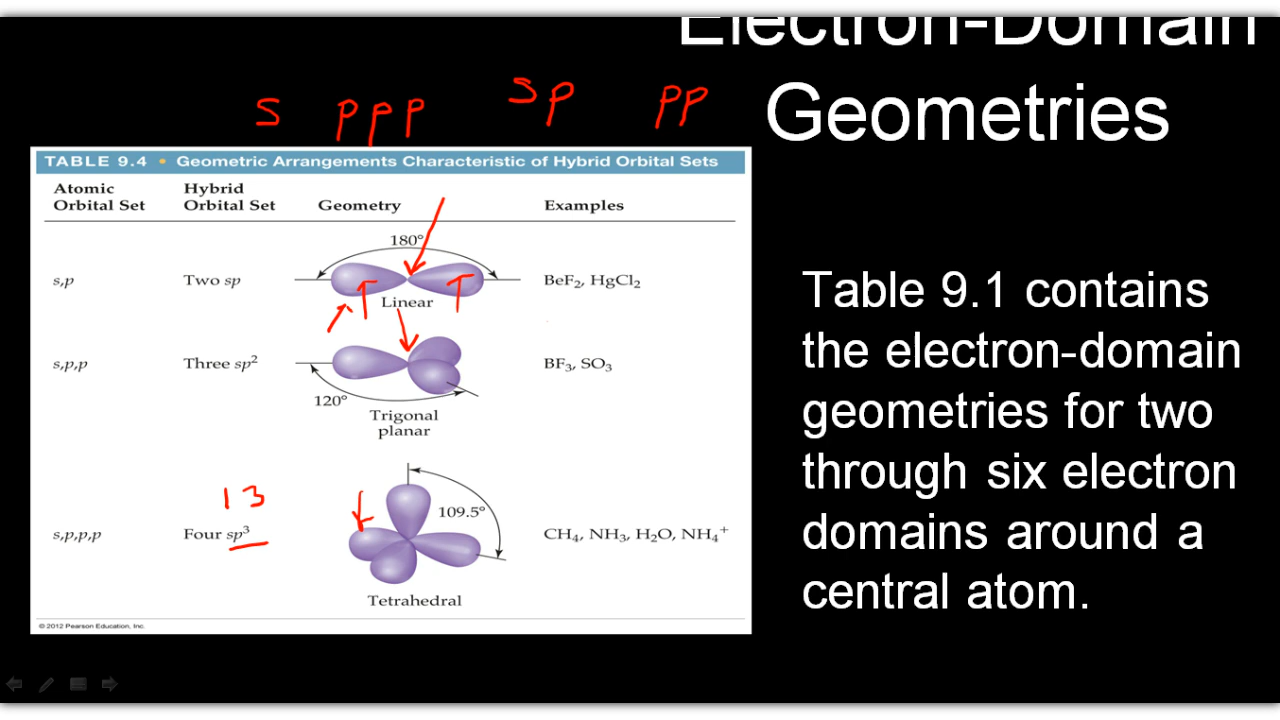 Electron-Domain
Geometries
s ppp sp pp
TABLE 9.4 • Geometric Arrangements Characteristic of Hybrid Orbital Sets
Atomic Orbital Set Hybrid Orbital Set Geometry Examples
180°
s,p Two sp BeF₂, HgCl₂
Linear
s,p,p Three sp² BF₃, SO₃
120°
Trigonal
planar
1 3
109.5°
s,p,p,p Four sp³ CH₄, NH₃, H₂O, NH₄⁺
Tetrahedral
© 2012 Pearson Education, Inc.
Table 9.1 contains
the electron-domain
geometries for two
through six electron
domains around a
central atom.